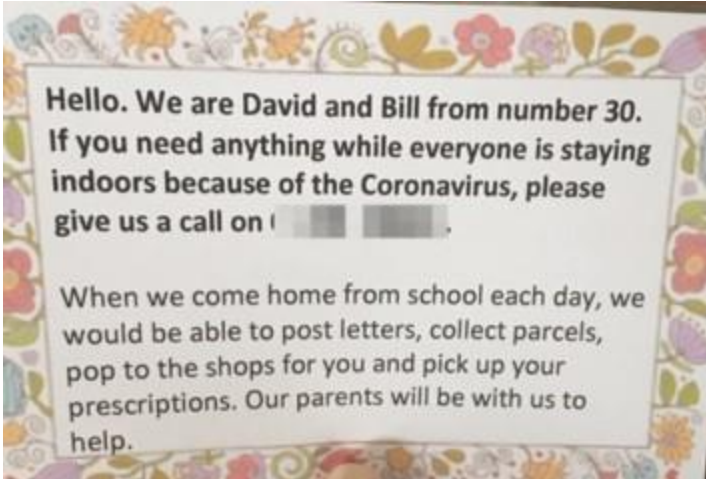 Hello. We are David and Bill from number 30.
If you need anything while everyone is staying
indoors because of the Coronavirus, please
give us a call on
When we come home from school each day, we
would be able to post letters, collect parcels,
pop to the shops for you and pick up your
prescriptions. Our parents will be with us to
help.